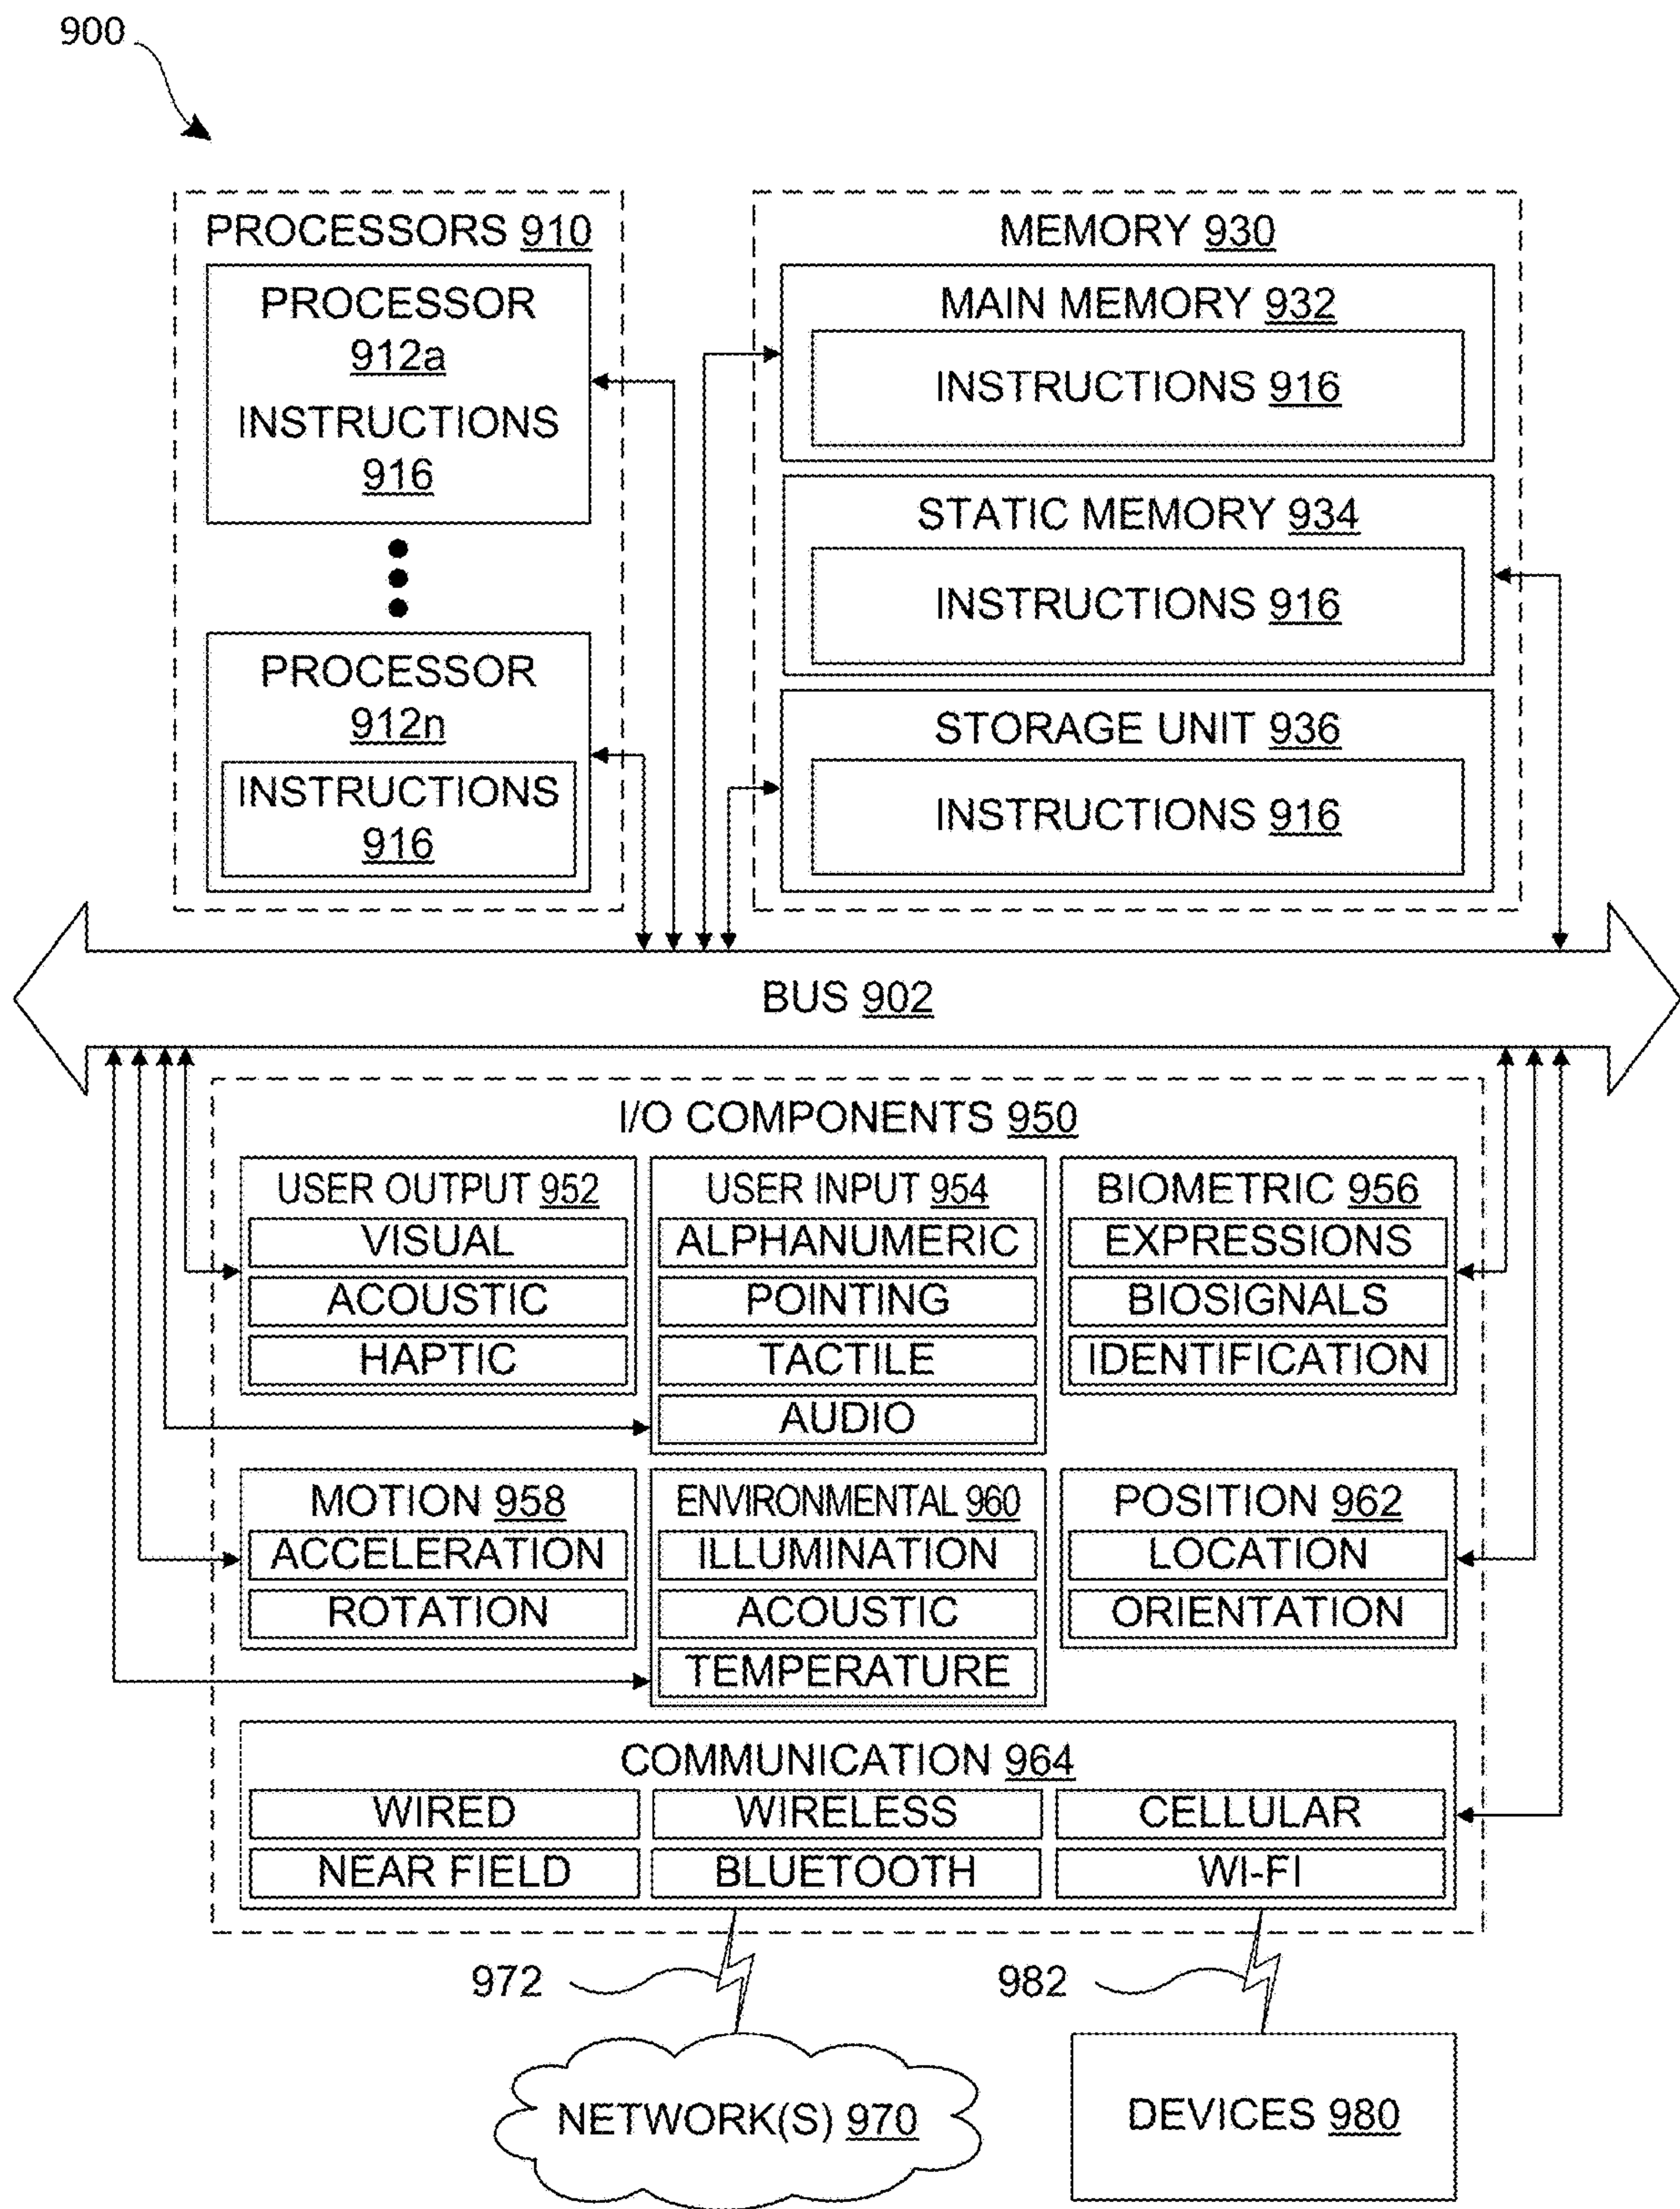 900
PROCESSORS 910
PROCESSOR
912a
INSTRUCTIONS
916
PROCESSOR
912n
INSTRUCTIONS
916
MEMORY 930
MAIN MEMORY 932
INSTRUCTIONS 916
STATIC MEMORY 934
INSTRUCTIONS 916
STORAGE UNIT 936
INSTRUCTIONS 916
BUS 902
I/O COMPONENTS 950
USER OUTPUT 952
VISUAL
ACOUSTIC
HAPTIC
USER INPUT 954
ALPHANUMERIC
POINTING
TACTILE
AUDIO
BIOMETRIC 956
EXPRESSIONS
BIOSIGNALS
IDENTIFICATION
MOTION 958
ACCELERATION
ROTATION
ENVIRONMENTAL 960
ILLUMINATION
ACOUSTIC
TEMPERATURE
POSITION 962
LOCATION
ORIENTATION
COMMUNICATION 964
WIRED
WIRELESS
CELLULAR
NEAR FIELD
BLUETOOTH
WI-FI
972
982
NETWORK(S) 970
DEVICES 980